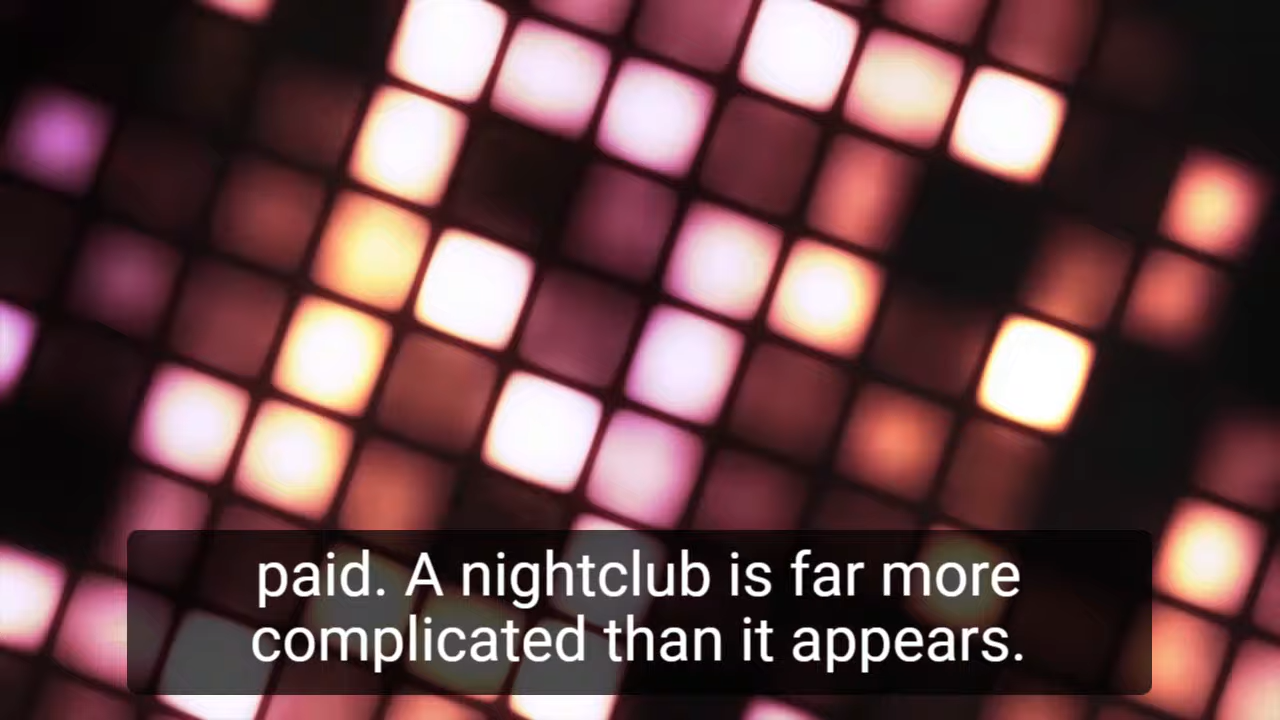 paid. A nightclub is far more
complicated than it appears.